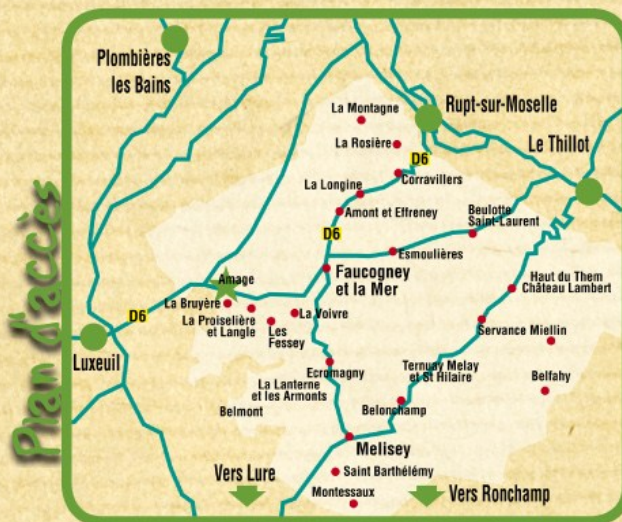 Plan d'accès
Plombières
les Bains
La Montagne
Rupt-sur-Moselle
La Rosière
Le Thillot
D6
Corravillers
La Longine
Amont et Effreney
Beulotte
Saint-Laurent
D6
Esmoulières
Faucogney
et la Mer
Amage
Haut du Them
Château Lambert
La Bruyère
D6
La Voivre
La Proiselière
et Langle
Les
Fessey
Servance Miellin
Luxeuil
Ecromagny
Ternuay Melay
et St Hilaire
Belfahy
La Lanterne
et les Armonts
Belmont
Belonchamp
Melisey
Saint Barthélémy
Vers Lure
Montessaux
Vers Ronchamp